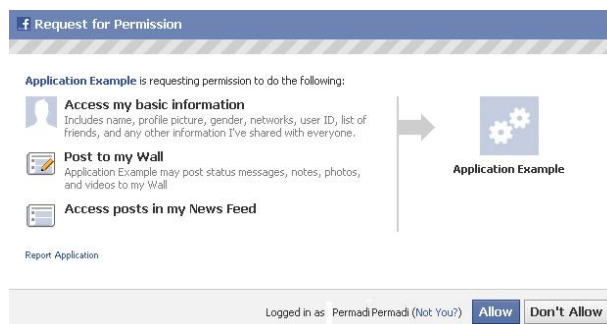 f Request for Permission
Application Example is requesting permission to do the following:
Access my basic information
Includes name, profile picture, gender, networks, user ID, list of
friends, and any other information I've shared with everyone.
Post to my Wall
Application Example may post status messages, notes, photos,
and videos to my Wall
Access posts in my News Feed
Application Example
Report Application
Logged in as Permadi Permadi (Not You?) Allow Don't Allow